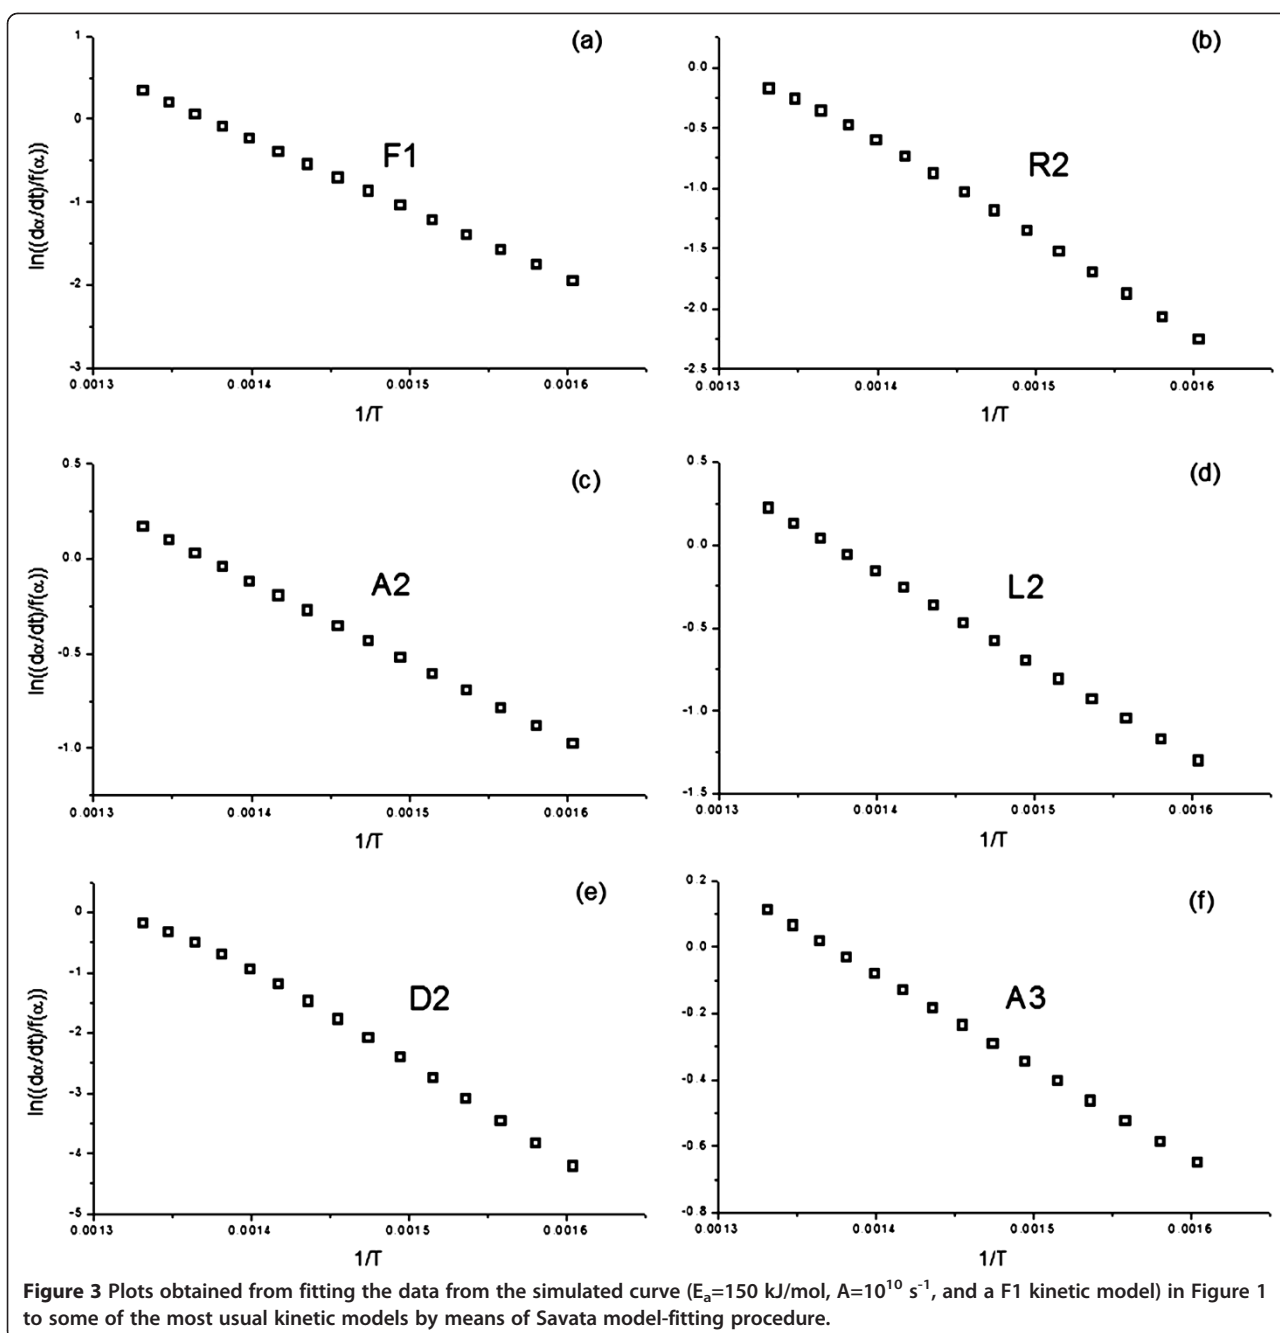 (a)
1
0
-1
-2
-3
ln((dα/dt)/f(α))
F1
0.0013 0.0014 0.0015 0.0016
1/T
(b)
0.0
-0.5
-1.0
-1.5
-2.0
-2.5
R2
0.0013 0.0014 0.0015 0.0016
1/T
(c)
0.5
0.0
-0.5
-1.0
ln((dα/dt)/f(α))
A2
0.0013 0.0014 0.0015 0.0016
1/T
(d)
0.5
0.0
-0.5
-1.0
-1.5
L2
0.0013 0.0014 0.0015 0.0016
1/T
(e)
0
-1
-2
-3
-4
-5
ln((dα/dt)/f(α))
D2
0.0013 0.0014 0.0015 0.0016
1/T
(f)
0.2
0.0
-0.2
-0.4
-0.6
-0.8
A3
0.0013 0.0014 0.0015 0.0016
1/T
Figure 3 Plots obtained from fitting the data from the simulated curve (Eₐ=150 kJ/mol, A=10¹⁰ s⁻¹, and a F1 kinetic model) in Figure 1
to some of the most usual kinetic models by means of Savata model-fitting procedure.